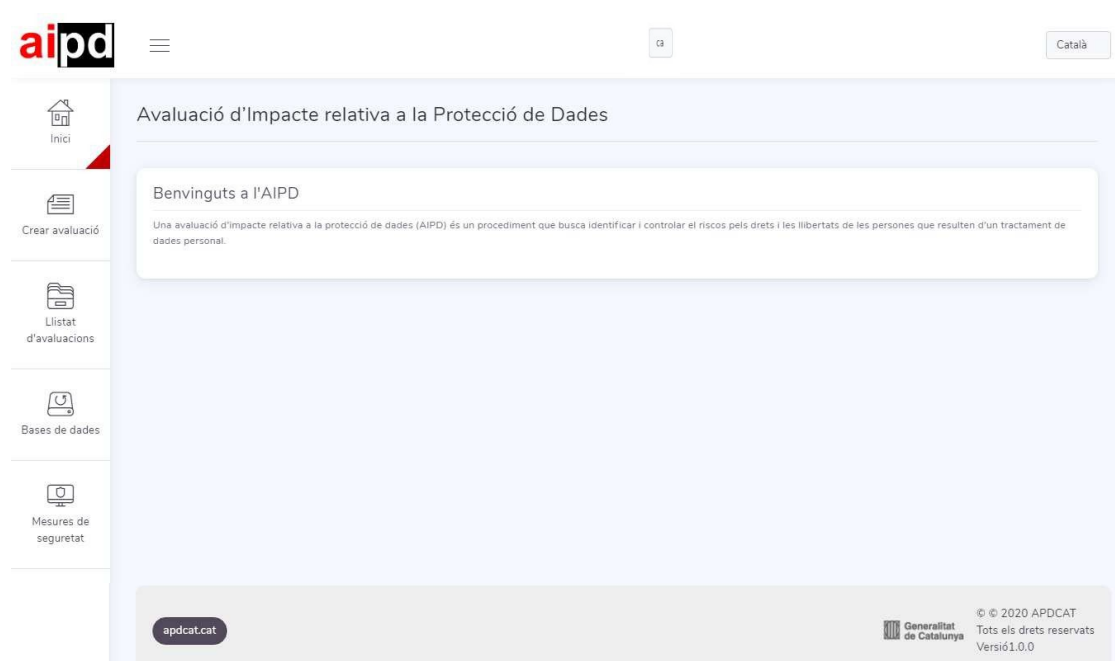 aipd
ca
Català
Inici
Crear avaluació
Llistat
d'avaluacions
Bases de dades
Mesures de
seguretat
Avaluació d'Impacte relativa a la Protecció de Dades
Benvinguts a l'AIPD
Una avaluació d'impacte relativa a la protecció de dades (AIPD) és un procediment que busca identificar i controlar el riscos pels drets i les llibertats de les persones que resulten d'un tractament de
dades personal.
apdcat.cat
Generalitat
de Catalunya
© © 2020 APDCAT
Tots els drets reservats
Versió1.0.0